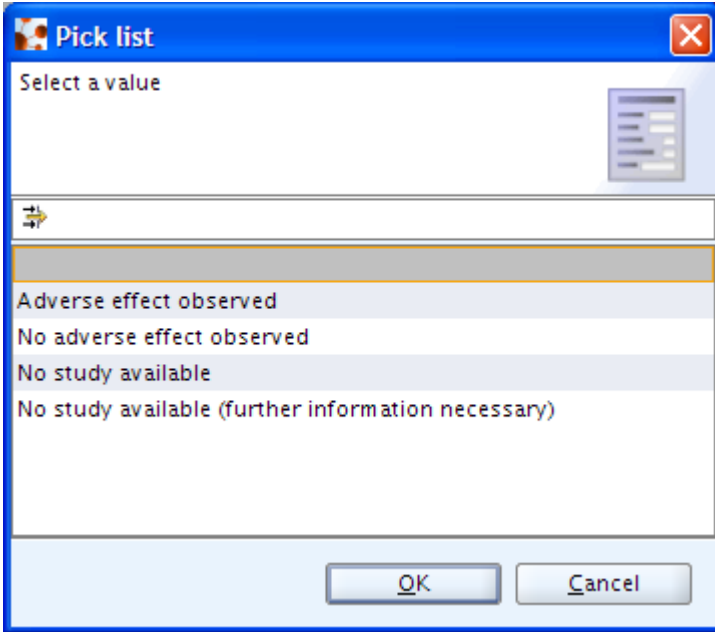 Pick list
Select a value
Adverse effect observed
No adverse effect observed
No study available
No study available (further information necessary)
OK
Cancel